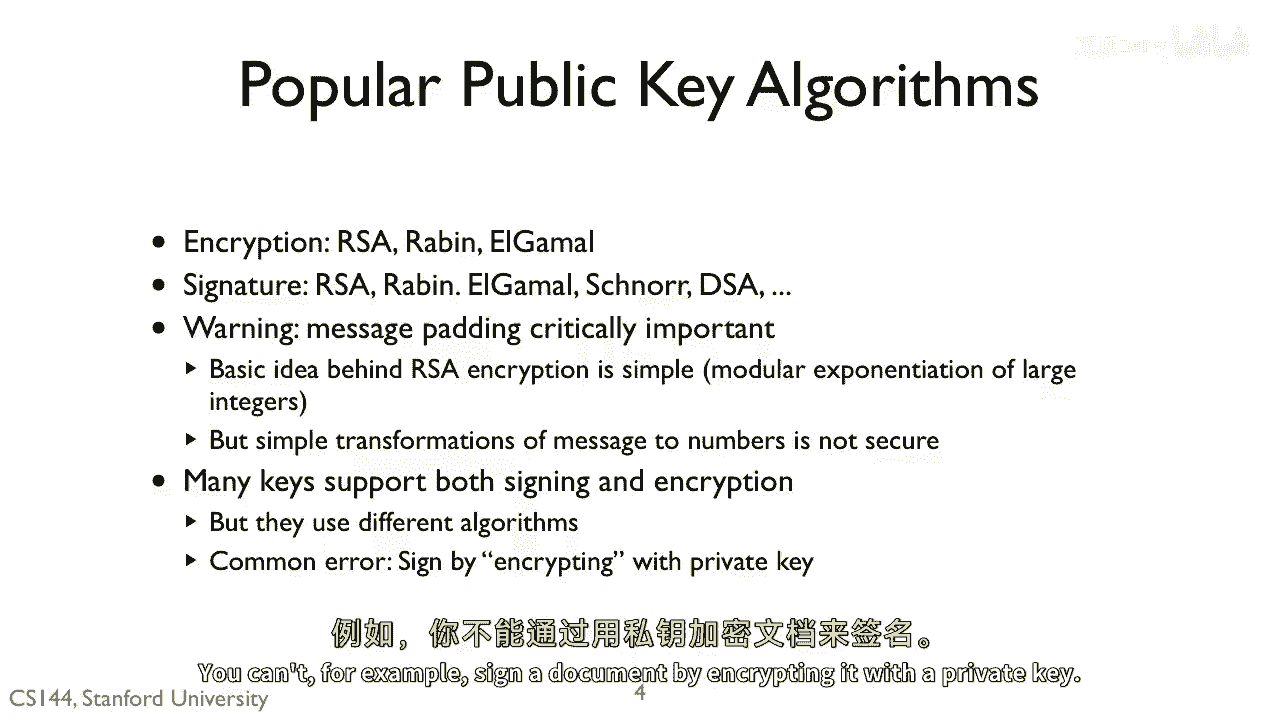 Popular Public Key Algorithms
• Encryption: RSA, Rabin, ElGamal
• Signature: RSA, Rabin. ElGamal, Schnorr, DSA, ...
• Warning: message padding critically important
▶ Basic idea behind RSA encryption is simple (modular exponentiation of large
integers)
▶ But simple transformations of message to numbers is not secure
• Many keys support both signing and encryption
▶ But they use different algorithms
▶ Common error: Sign by “encrypting” with private key
例如，你不能通过用私钥加密文档来签名。
You can't, for example, sign a document by encrypting it with a private key.
CS144, Stanford University
4